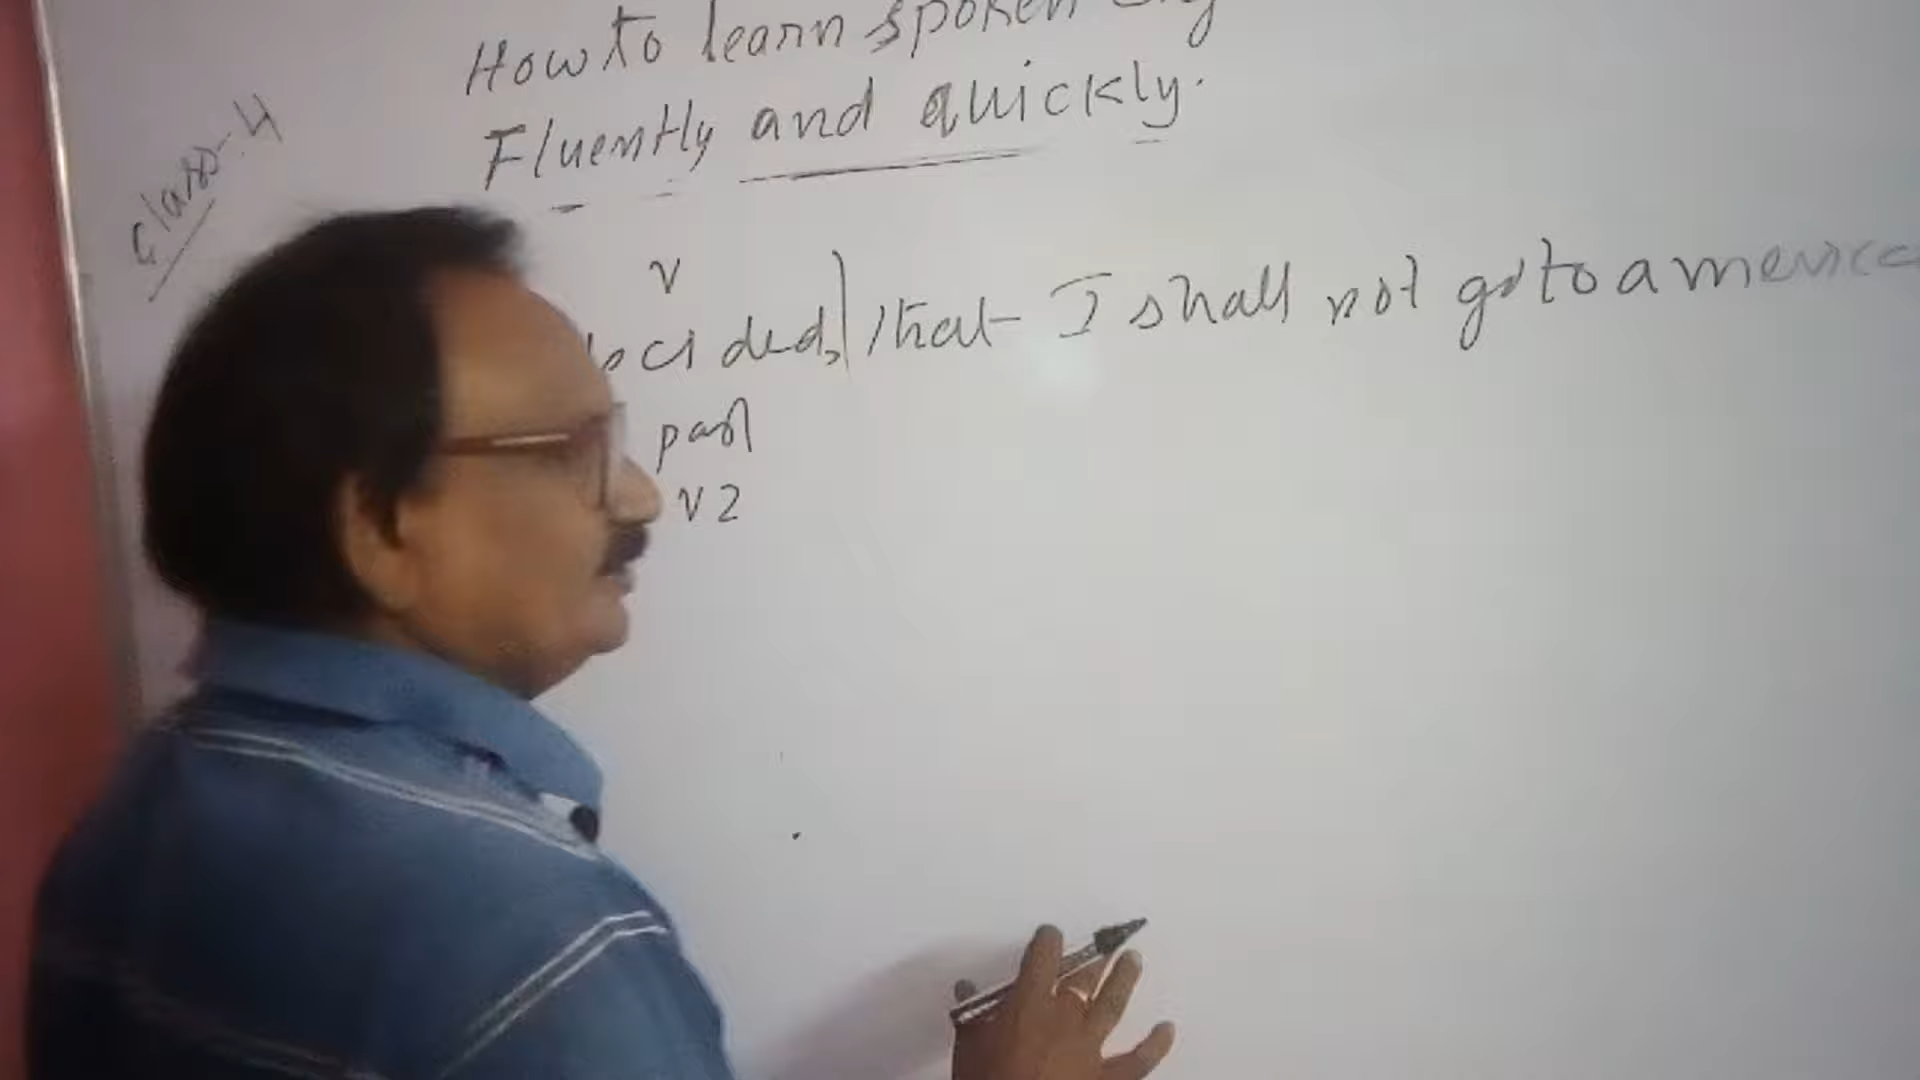 How to learn spoken
Fluently and quickly.
class-4
v
cided, that I shall not go to america
past
v2